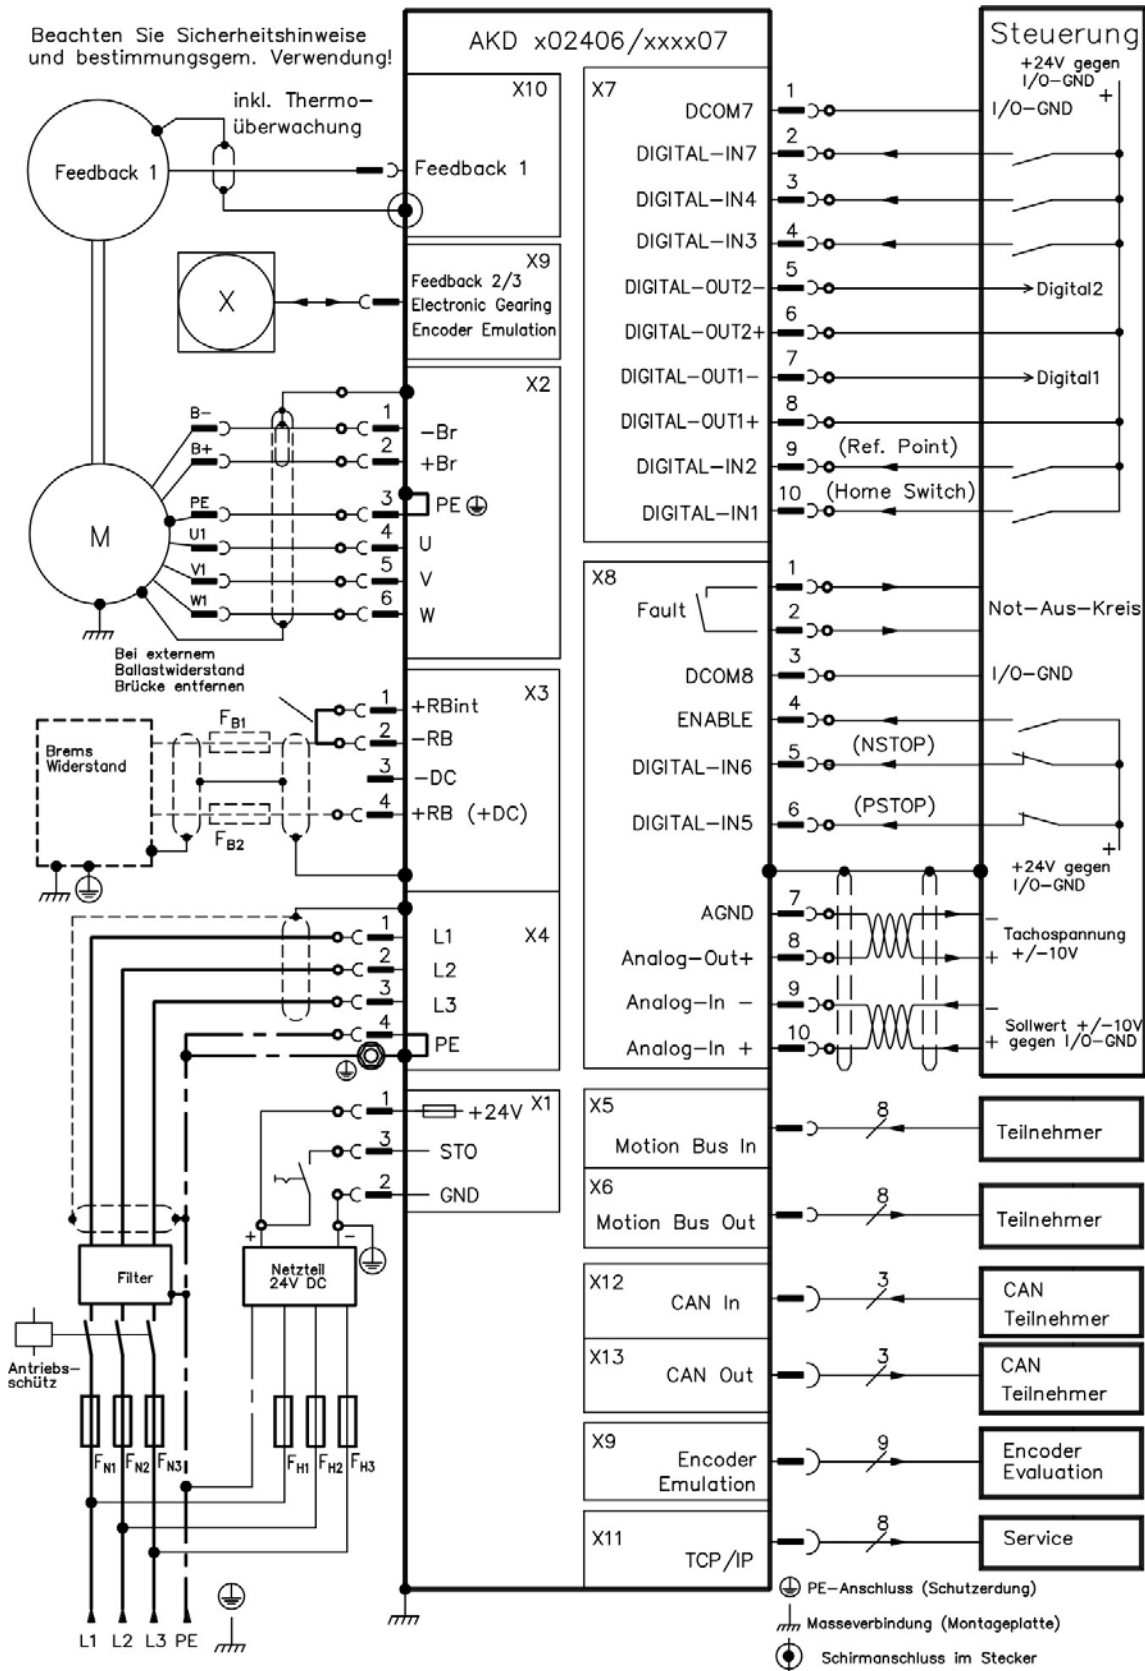 Beachten Sie Sicherheitshinweise
und bestimmungsgem. Verwendung!
AKD x02406/xxxx07
Steuerung
+24V gegen
I/O-GND
+
inkl. Thermo-
überwachung
Feedback 1
X10
Feedback 1
X
X9
Feedback 2/3
Electronic Gearing
Encoder Emulation
X2
B-
1
-Br
B+
2
+Br
PE
3
PE
U1
4
U
V1
5
V
W1
6
W
M
Bei externem
Ballastwiderstand
Brücke entfernen
X3
1
+RBint
FB1
2
-RB
Brems
Widerstand
3
-DC
4
+RB (+DC)
FB2
X4
1
L1
2
L2
3
L3
4
PE
X1
1
+24V
3
STO
2
GND
+
-
Netzteil
24V DC
Filter
Antriebs-
schütz
FN1
FN2
FN3
FH1
FH2
FH3
L1
L2
L3
PE
X7
DCOM7
1
I/O-GND
DIGITAL-IN7
2
DIGITAL-IN4
3
DIGITAL-IN3
4
DIGITAL-OUT2-
5
Digital2
DIGITAL-OUT2+
6
DIGITAL-OUT1-
7
Digital1
DIGITAL-OUT1+
8
DIGITAL-IN2
9
(Ref. Point)
DIGITAL-IN1
10
(Home Switch)
X8
Fault
1
2
Not-Aus-Kreis
DCOM8
3
I/O-GND
ENABLE
4
DIGITAL-IN6
5
(NSTOP)
DIGITAL-IN5
6
(PSTOP)
+
+24V gegen
I/O-GND
AGND
7
-
Analog-Out+
8
+
Tachospannung
+/-10V
Analog-In -
9
-
Analog-In +
10
+
Sollwert +/-10V
gegen I/O-GND
X5
Motion Bus In
8
Teilnehmer
X6
Motion Bus Out
8
Teilnehmer
X12
CAN In
3
CAN
Teilnehmer
X13
CAN Out
3
CAN
Teilnehmer
X9
Encoder
Emulation
9
Encoder
Evaluation
X11
TCP/IP
8
Service
PE-Anschluss (Schutzerdung)
Masseverbindung (Montageplatte)
Schirmanschluss im Stecker